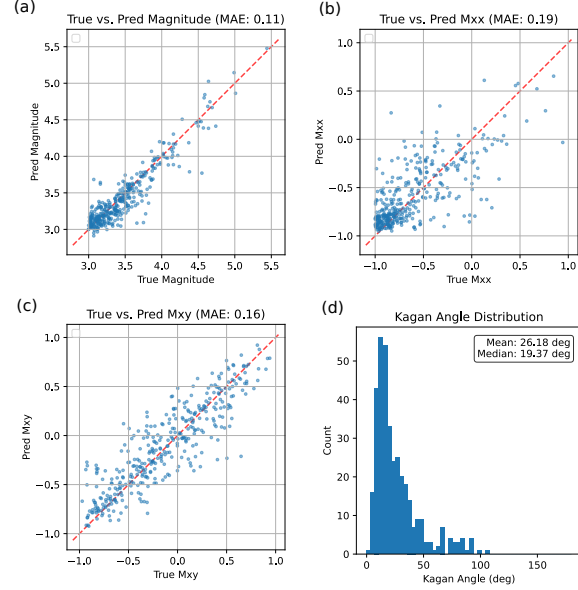 (a)
True vs. Pred Magnitude (MAE: 0.11)
5.5
5.0
4.5
4.0
3.5
3.0
Pred Magnitude
3.0 3.5 4.0 4.5 5.0 5.5
True Magnitude
(b)
True vs. Pred Mxx (MAE: 0.19)
1.0
0.5
0.0
−0.5
−1.0
Pred Mxx
−1.0 −0.5 0.0 0.5 1.0
True Mxx
(c)
True vs. Pred Mxy (MAE: 0.16)
1.0
0.5
0.0
−0.5
−1.0
Pred Mxy
−1.0 −0.5 0.0 0.5 1.0
True Mxy
(d)
Kagan Angle Distribution
Mean: 26.18 deg
Median: 19.37 deg
50
40
30
20
10
0
Count
0 50 100 150
Kagan Angle (deg)